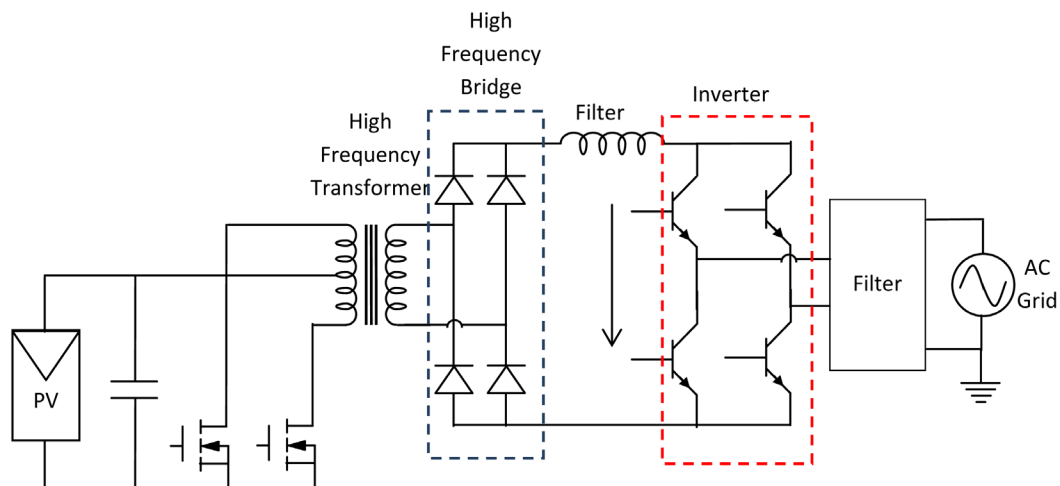 High
Frequency
Bridge
Inverter
Filter
High
Frequency
Transformer
AC
Grid
Filter
PV